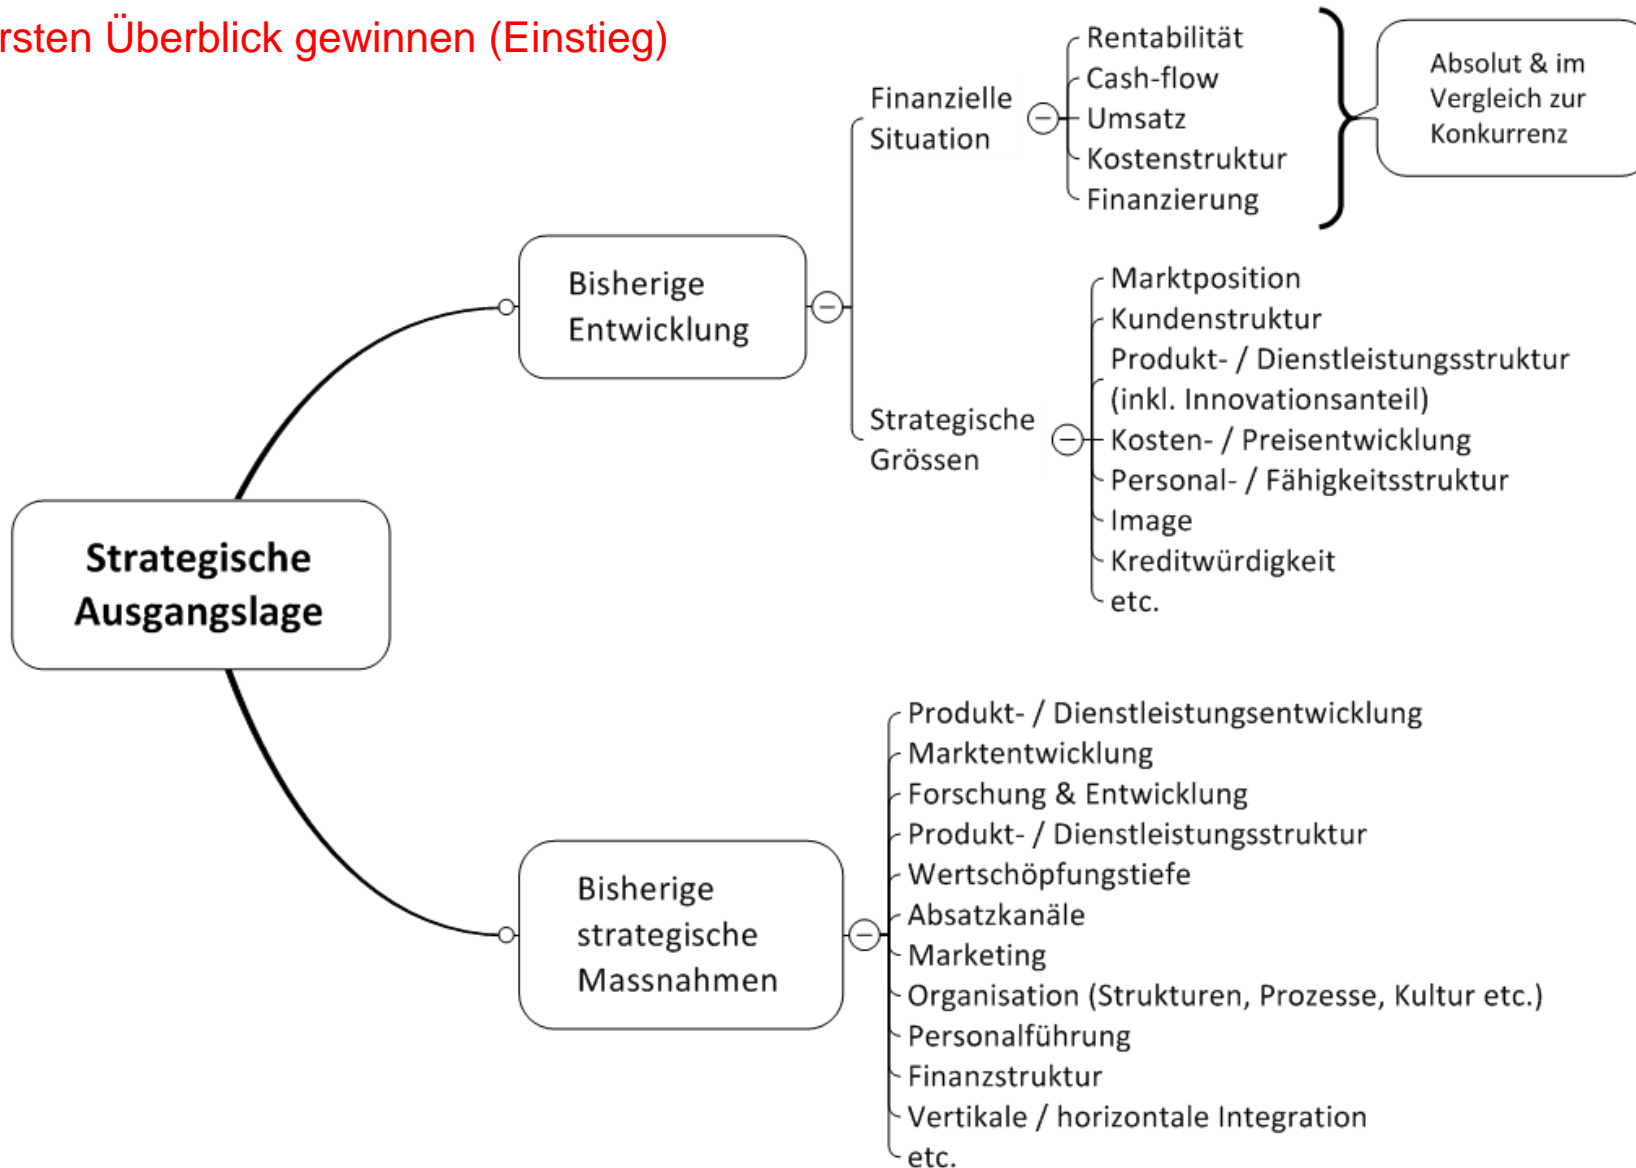 rsten Überblick gewinnen (Einstieg)
Strategische
Ausgangslage
Bisherige
Entwicklung
Finanzielle
Situation
Rentabilität
Cash-flow
Umsatz
Kostenstruktur
Finanzierung
Absolut & im
Vergleich zur
Konkurrenz
Strategische
Grössen
Marktposition
Kundenstruktur
Produkt- / Dienstleistungsstruktur
(inkl. Innovationsanteil)
Kosten- / Preisentwicklung
Personal- / Fähigkeitsstruktur
Image
Kreditwürdigkeit
etc.
Bisherige
strategische
Massnahmen
Produkt- / Dienstleistungsentwicklung
Marktentwicklung
Forschung & Entwicklung
Produkt- / Dienstleistungsstruktur
Wertschöpfungstiefe
Absatzkanäle
Marketing
Organisation (Strukturen, Prozesse, Kultur etc.)
Personalführung
Finanzstruktur
Vertikale / horizontale Integration
etc.